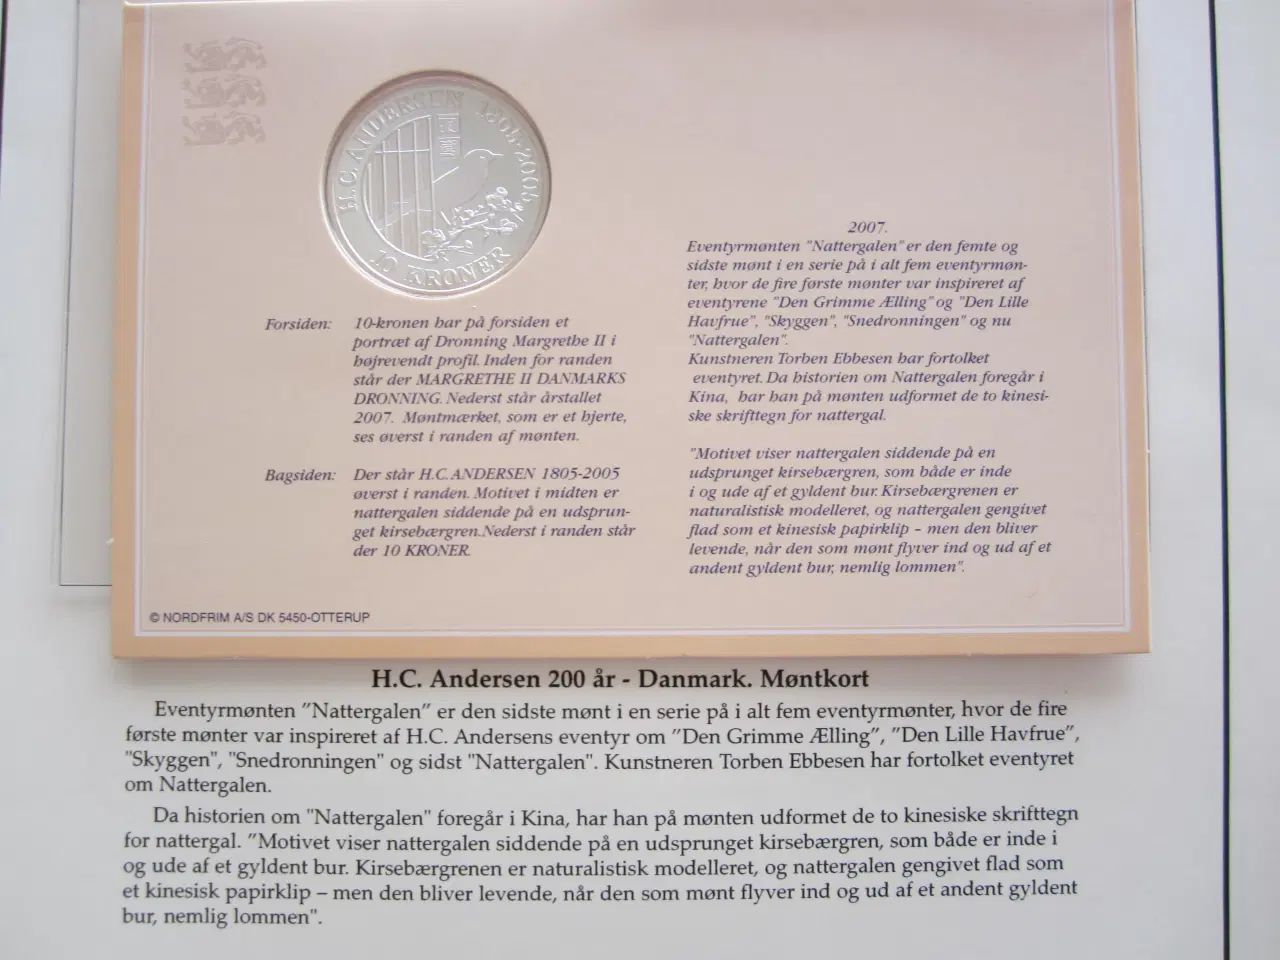 H.C. ANDERSEN 1805-2005
10 KRONER
Forsiden: 10-kronen har på forsiden et
portræt af Dronning Margrethe II i
højrevendt profil. Inden for randen
står der MARGRETHE II DANMARKS
DRONNING. Nederst står årstallet
2007. Møntmærket, som er et hjerte,
ses øverst i randen af mønten.
Bagsiden: Der står H.C. ANDERSEN 1805-2005
øverst i randen. Motivet i midten er
nattergalen siddende på en udsprun-
get kirsebærgren.Nederst i randen står
der 10 KRONER.
2007.
Eventyrmønten "Nattergalen" er den femte og
sidste mønt i en serie på i alt fem eventyrmøn-
ter, hvor de fire første mønter var inspireret af
eventyrene "Den Grimme Ælling" og "Den Lille
Havfrue", "Skyggen", "Snedronningen" og nu
"Nattergalen".
Kunstneren Torben Ebbesen har fortolket
eventyret. Da historien om Nattergalen foregår i
Kina, har han på mønten udformet de to kinesi-
ske skrifttegn for nattergal.
"Motivet viser nattergalen siddende på en
udsprunget kirsebærgren, som både er inde
i og ude af et gyldent bur. Kirsebærgrenen er
naturalistisk modelleret, og nattergalen gengivet
flad som et kinesisk papirklip – men den bliver
levende, når den som mønt flyver ind og ud af et
andent gyldent bur, nemlig lommen".
© NORDFRIM A/S DK 5450-OTTERUP
H.C. Andersen 200 år - Danmark. Møntkort
Eventyrmønten "Nattergalen" er den sidste mønt i en serie på i alt fem eventyrmønter, hvor de fire
første mønter var inspireret af H.C. Andersens eventyr om "Den Grimme Ælling", "Den Lille Havfrue",
"Skyggen", "Snedronningen" og sidst "Nattergalen". Kunstneren Torben Ebbesen har fortolket eventyret
om Nattergalen.
Da historien om "Nattergalen" foregår i Kina, har han på mønten udformet de to kinesiske skrifttegn
for nattergal. "Motivet viser nattergalen siddende på en udsprunget kirsebærgren, som både er inde i
og ude af et gyldent bur. Kirsebærgrenen er naturalistisk modelleret, og nattergalen gengivet flad som
et kinesisk papirklip – men den bliver levende, når den som mønt flyver ind og ud af et andent gyldent
bur, nemlig lommen".